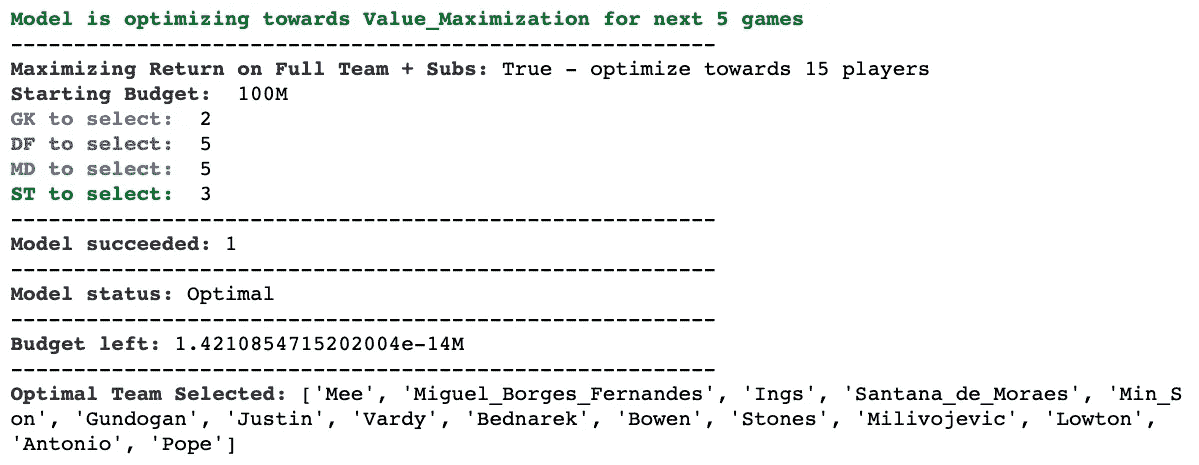 Model is optimizing towards Value_Maximization for next 5 games
--------------------------------------------------------
Maximizing Return on Full Team + Subs: True - optimize towards 15 players
Starting Budget:  100M
GK to select:  2
DF to select:  5
MD to select:  5
ST to select:  3
--------------------------------------------------------
Model succeeded: 1
--------------------------------------------------------
Model status: Optimal
--------------------------------------------------------
Budget left: 1.4210854715202004e-14M
--------------------------------------------------------
Optimal Team Selected: ['Mee', 'Miguel_Borges_Fernandes', 'Ings', 'Santana_de_Moraes', 'Min_S
on', 'Gundogan', 'Justin', 'Vardy', 'Bednarek', 'Bowen', 'Stones', 'Milivojevic', 'Lowton',
'Antonio', 'Pope']